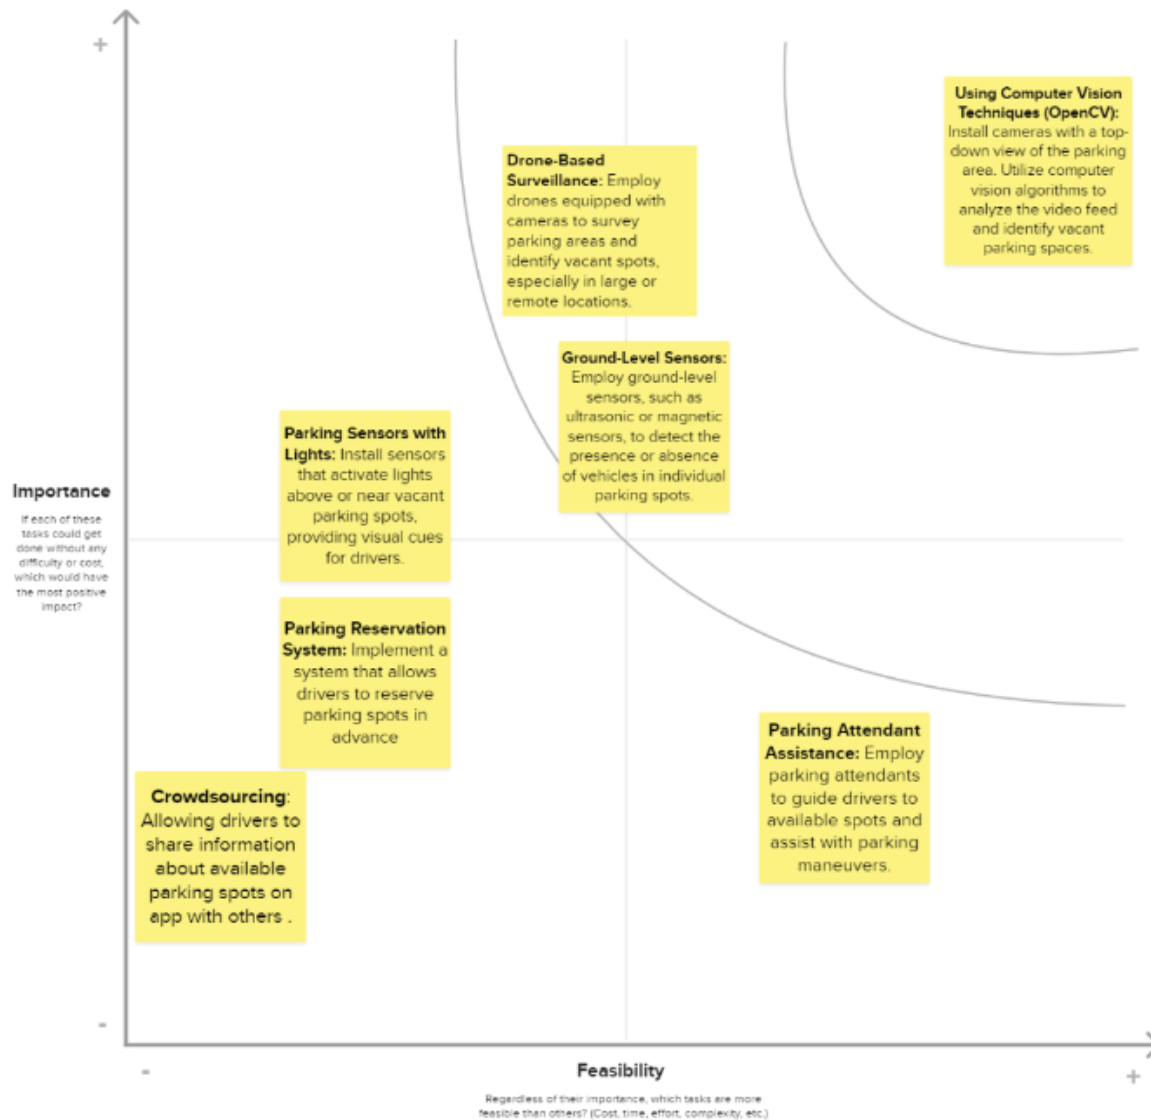 +
Using Computer Vision
Techniques (OpenCV):
Install cameras with a top-
down view of the parking
area. Utilize computer
vision algorithms to
analyze the video feed
and identify vacant
parking spaces.
Drone-Based
Surveillance: Employ
drones equipped with
cameras to survey
parking areas and
identify vacant spots,
especially in large or
remote locations.
Ground-Level Sensors:
Employ ground-level
sensors, such as
ultrasonic or magnetic
sensors, to detect the
presence or absence
of vehicles in individual
parking spots.
Parking Sensors with
Lights: Install sensors
that activate lights
above or near vacant
parking spots,
providing visual cues
for drivers.
Importance
If each of these
tasks could get
done without any
difficulty or cost,
which would have
the most positive
impact?
Parking Reservation
System: Implement a
system that allows
drivers to reserve
parking spots in
advance
Parking Attendant
Assistance: Employ
parking attendants
to guide drivers to
available spots and
assist with parking
maneuvers.
Crowdsourcing:
Allowing drivers to
share information
about available
parking spots on
app with others .
-
-
Feasibility
+
Regardless of their importance, which tasks are more
feasible than others? (Cost, time, effort, complexity, etc.)